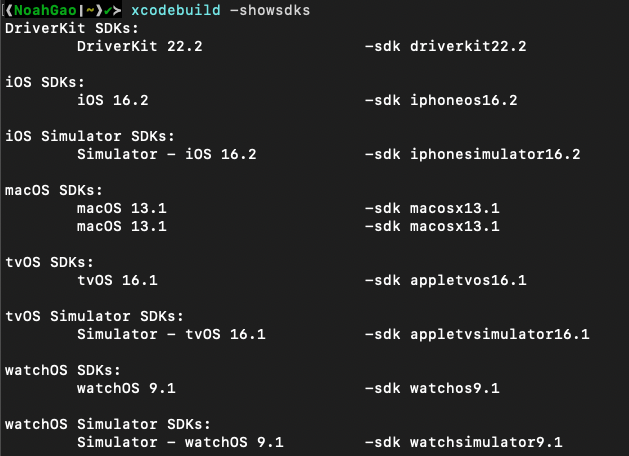 (NoahGao|~)✔> xcodebuild -showsdks
DriverKit SDKs:
DriverKit 22.2 -sdk driverkit22.2
iOS SDKs:
iOS 16.2 -sdk iphoneos16.2
iOS Simulator SDKs:
Simulator - iOS 16.2 -sdk iphonesimulator16.2
macOS SDKs:
macOS 13.1 -sdk macosx13.1
macOS 13.1 -sdk macosx13.1
tvOS SDKs:
tvOS 16.1 -sdk appletvos16.1
tvOS Simulator SDKs:
Simulator - tvOS 16.1 -sdk appletvsimulator16.1
watchOS SDKs:
watchOS 9.1 -sdk watchos9.1
watchOS Simulator SDKs:
Simulator - watchOS 9.1 -sdk watchsimulator9.1